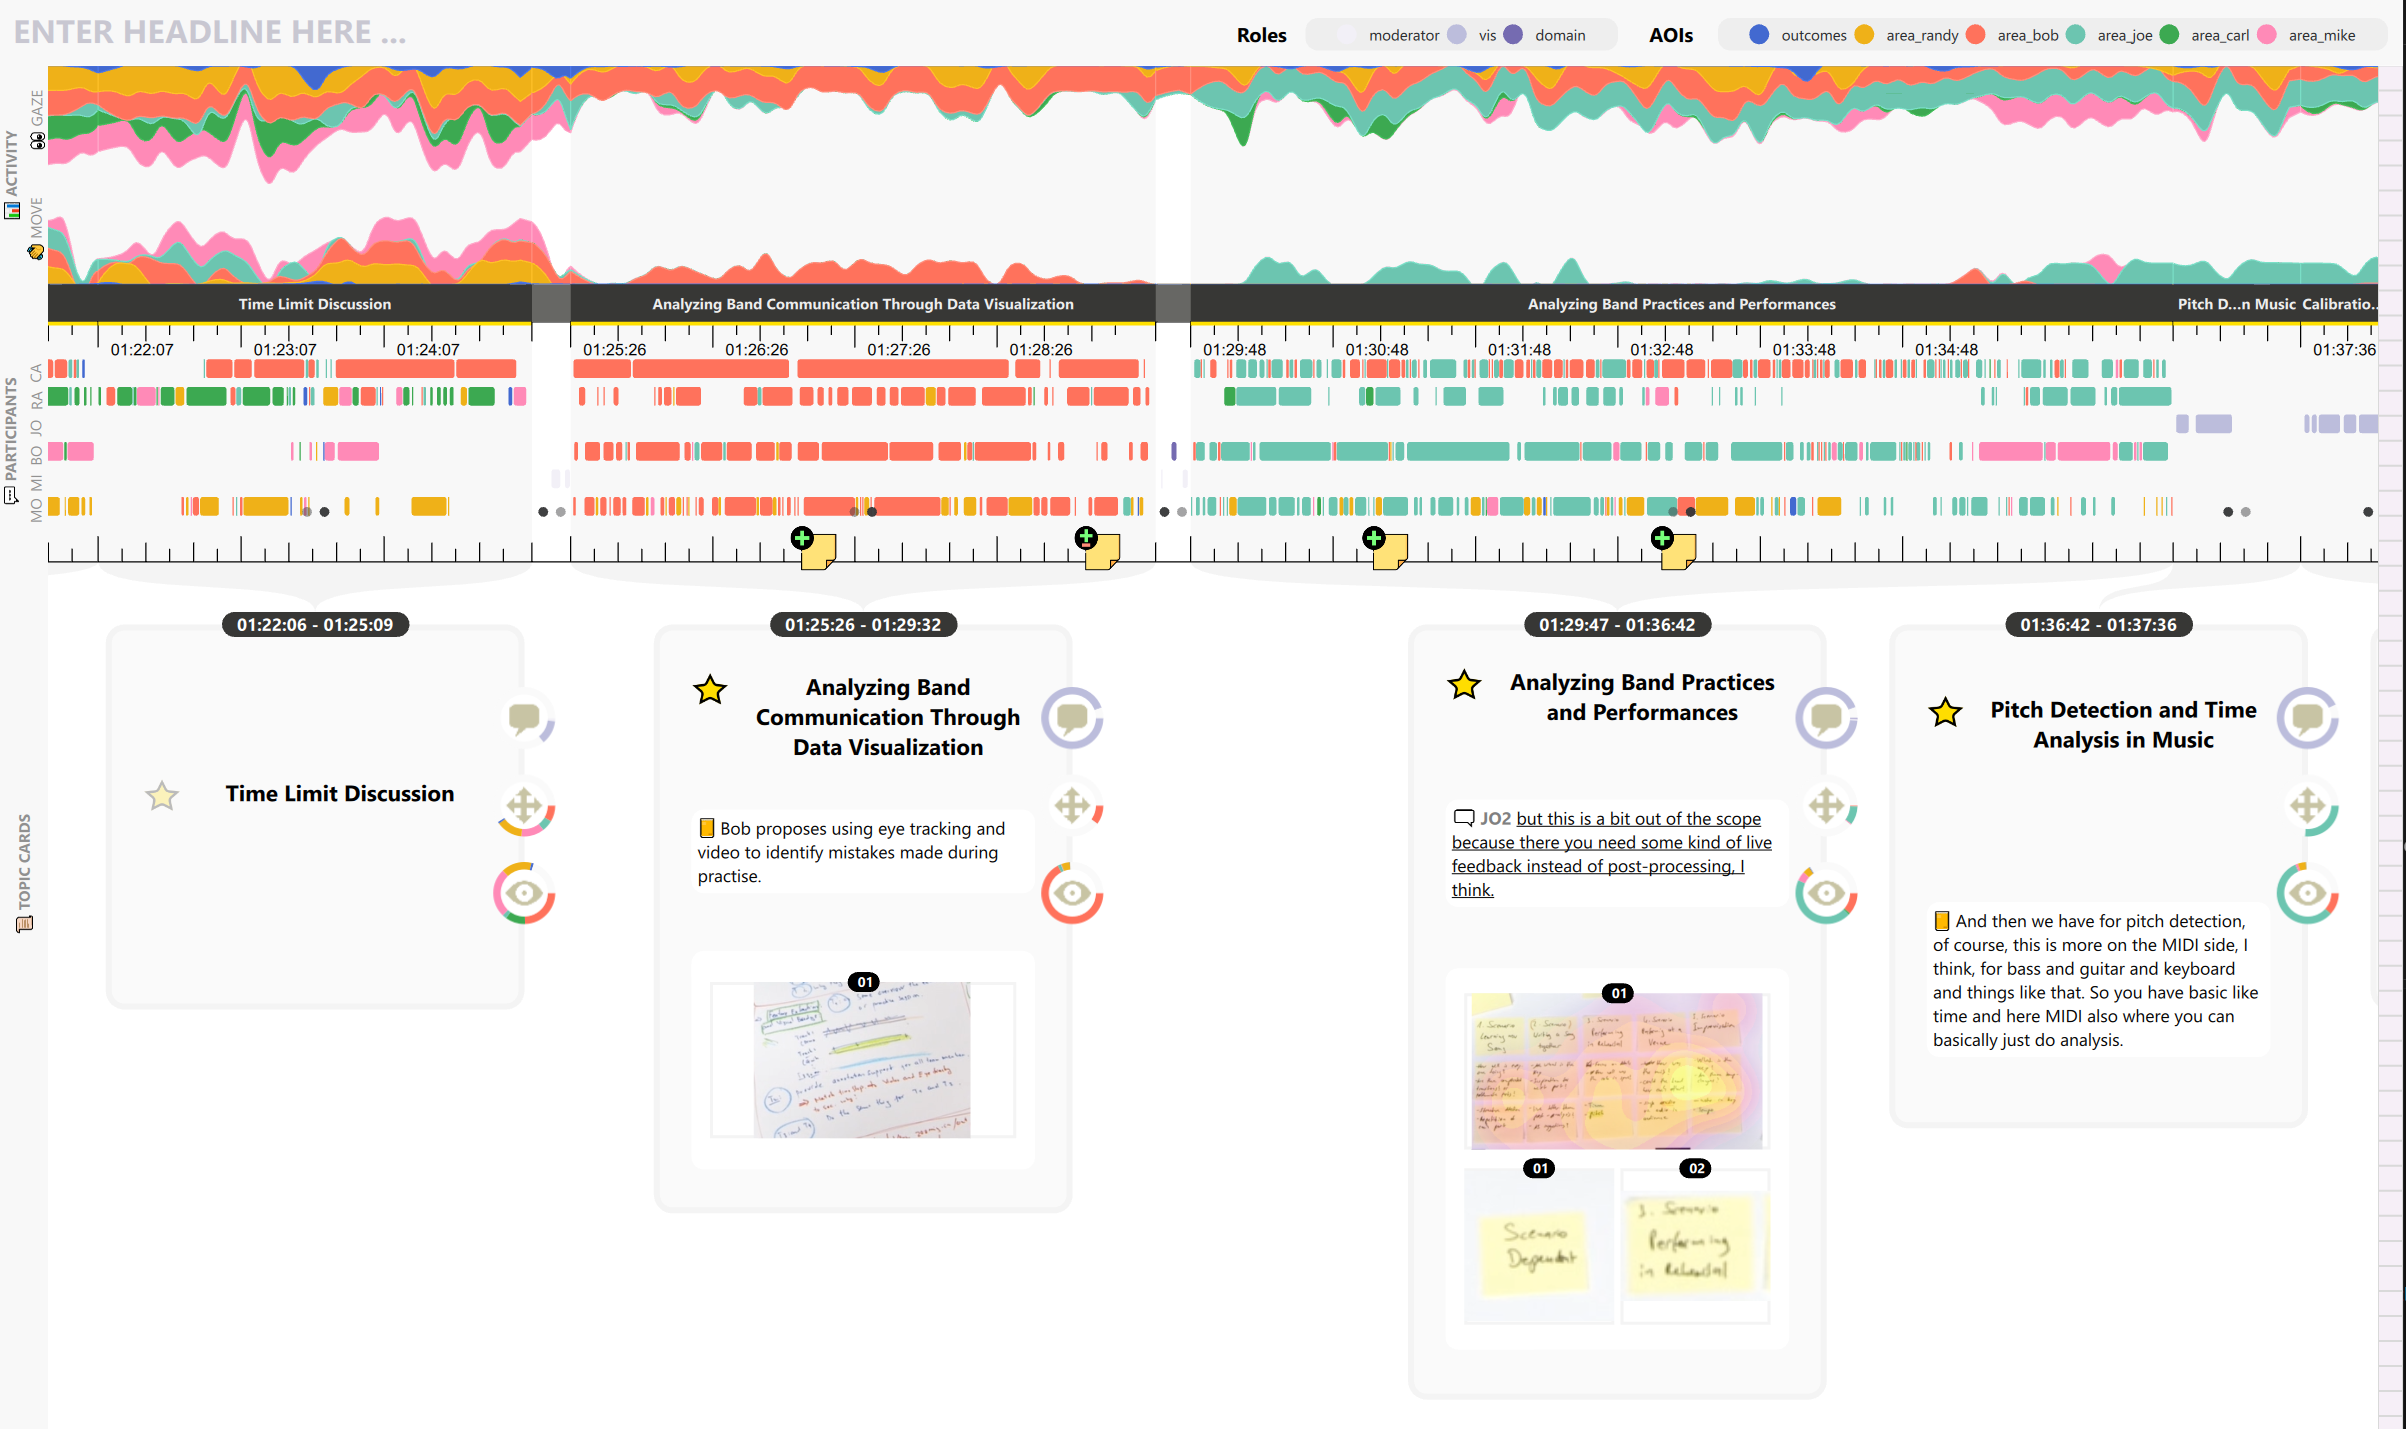 ENTER HEADLINE HERE ...
Roles
moderator
vis
domain
AOIs
outcomes
area_randy
area_bob
area_joe
area_carl
area_mike
ACTIVITY
GAZE
MOVE
Time Limit Discussion
Analyzing Band Communication Through Data Visualization
Analyzing Band Practices and Performances
Pitch D...n Music
Calibratio..
01:22:07
01:23:07
01:24:07
01:25:26
01:26:26
01:27:26
01:28:26
01:29:48
01:30:48
01:31:48
01:32:48
01:33:48
01:34:48
01:37:36
PARTICIPANTS
CA
RA
JO
BO
MI
MO
TOPIC CARDS
01:22:06 - 01:25:09
Time Limit Discussion
01:25:26 - 01:29:32
Analyzing Band
Communication Through
Data Visualization
Bob proposes using eye tracking and
video to identify mistakes made during
practise.
01
01:29:47 - 01:36:42
Analyzing Band Practices
and Performances
JO2 but this is a bit out of the scope
because there you need some kind of live
feedback instead of post-processing, I
think.
01
01
Scenario
Dependent
02
3. Scenario
Performing
in Rehearsal
01:36:42 - 01:37:36
Pitch Detection and Time
Analysis in Music
And then we have for pitch detection,
of course, this is more on the MIDI side, I
think, for bass and guitar and keyboard
and things like that. So you have basic like
time and here MIDI also where you can
basically just do analysis.